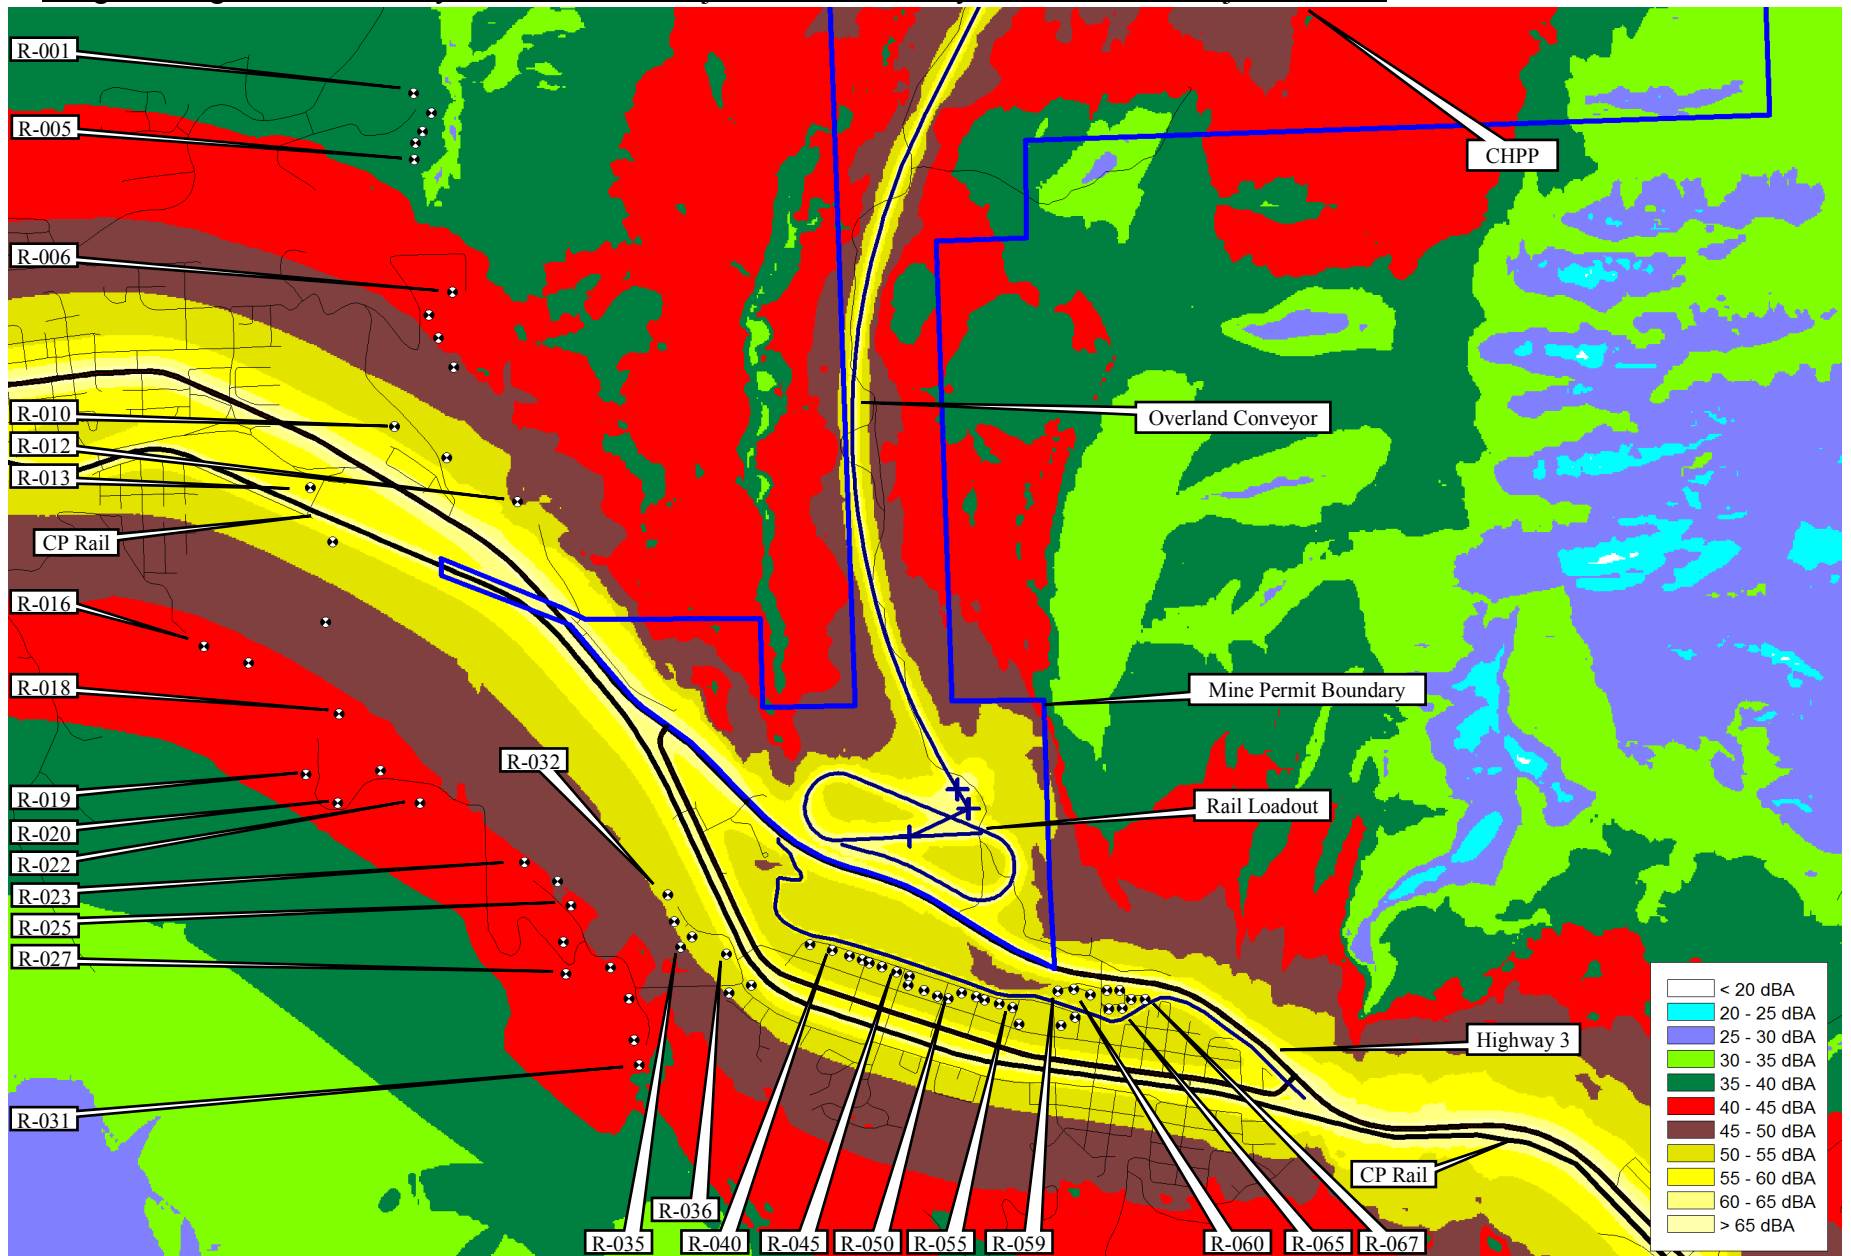 R-001
R-005
CHPP
R-006
R-010
Overland Conveyor
R-012
R-013
CP Rail
R-016
R-018
Mine Permit Boundary
R-032
R-019
Rail Loadout
R-020
R-022
R-023
R-025
R-027
< 20 dBA
20 - 25 dBA
25 - 30 dBA
Highway 3
30 - 35 dBA
35 - 40 dBA
R-031
40 - 45 dBA
45 - 50 dBA
50 - 55 dBA
CP Rail
55 - 60 dBA
60 - 65 dBA
R-036
> 65 dBA
R-035
R-040
R-045
R-050
R-055
R-059
R-060
R-065
R-067